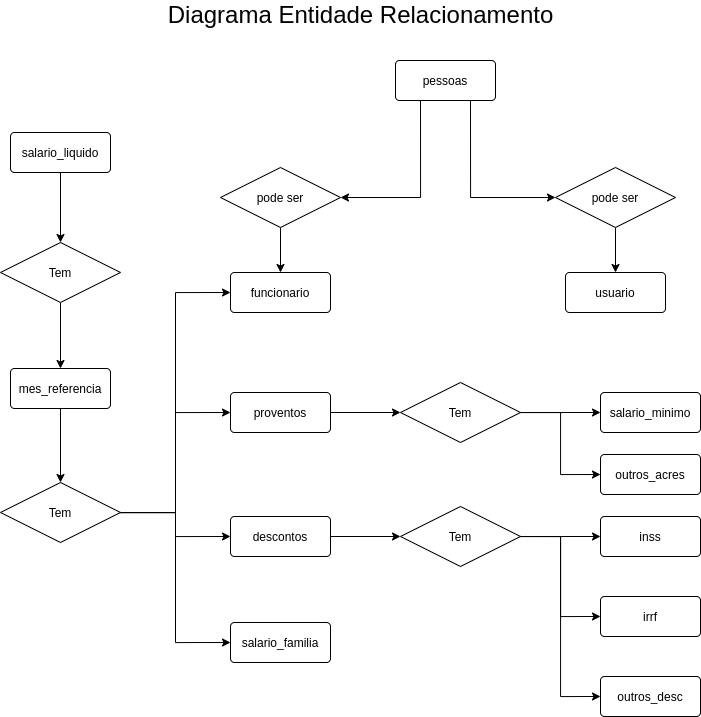 Diagrama Entidade Relacionamento
pessoas
salario_liquido
pode ser
pode ser
Tem
funcionario
usuario
mes_referencia
proventos
Tem
salario_minimo
outros_acres
Tem
descontos
Tem
inss
irrf
salario_familia
outros_desc